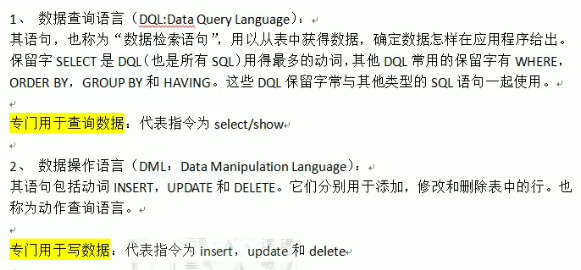 1、 数据查询语言（DQL:Data Query Language）：
其语句，也称为“数据检索语句”，用以从表中获得数据，确定数据怎样在应用程序给出。
保留字 SELECT 是 DQL（也是所有 SQL）用得最多的动词，其他 DQL 常用的保留字有 WHERE，
ORDER BY，GROUP BY 和 HAVING。这些 DQL 保留字常与其他类型的 SQL 语句一起使用。
专门用于查询数据：代表指令为 select/show
2、 数据操作语言（DML：Data Manipulation Language）：
其语句包括动词 INSERT，UPDATE 和 DELETE。它们分别用于添加，修改和删除表中的行。也
称为动作查询语言。
专门用于写数据：代表指令为 insert，update 和 delete